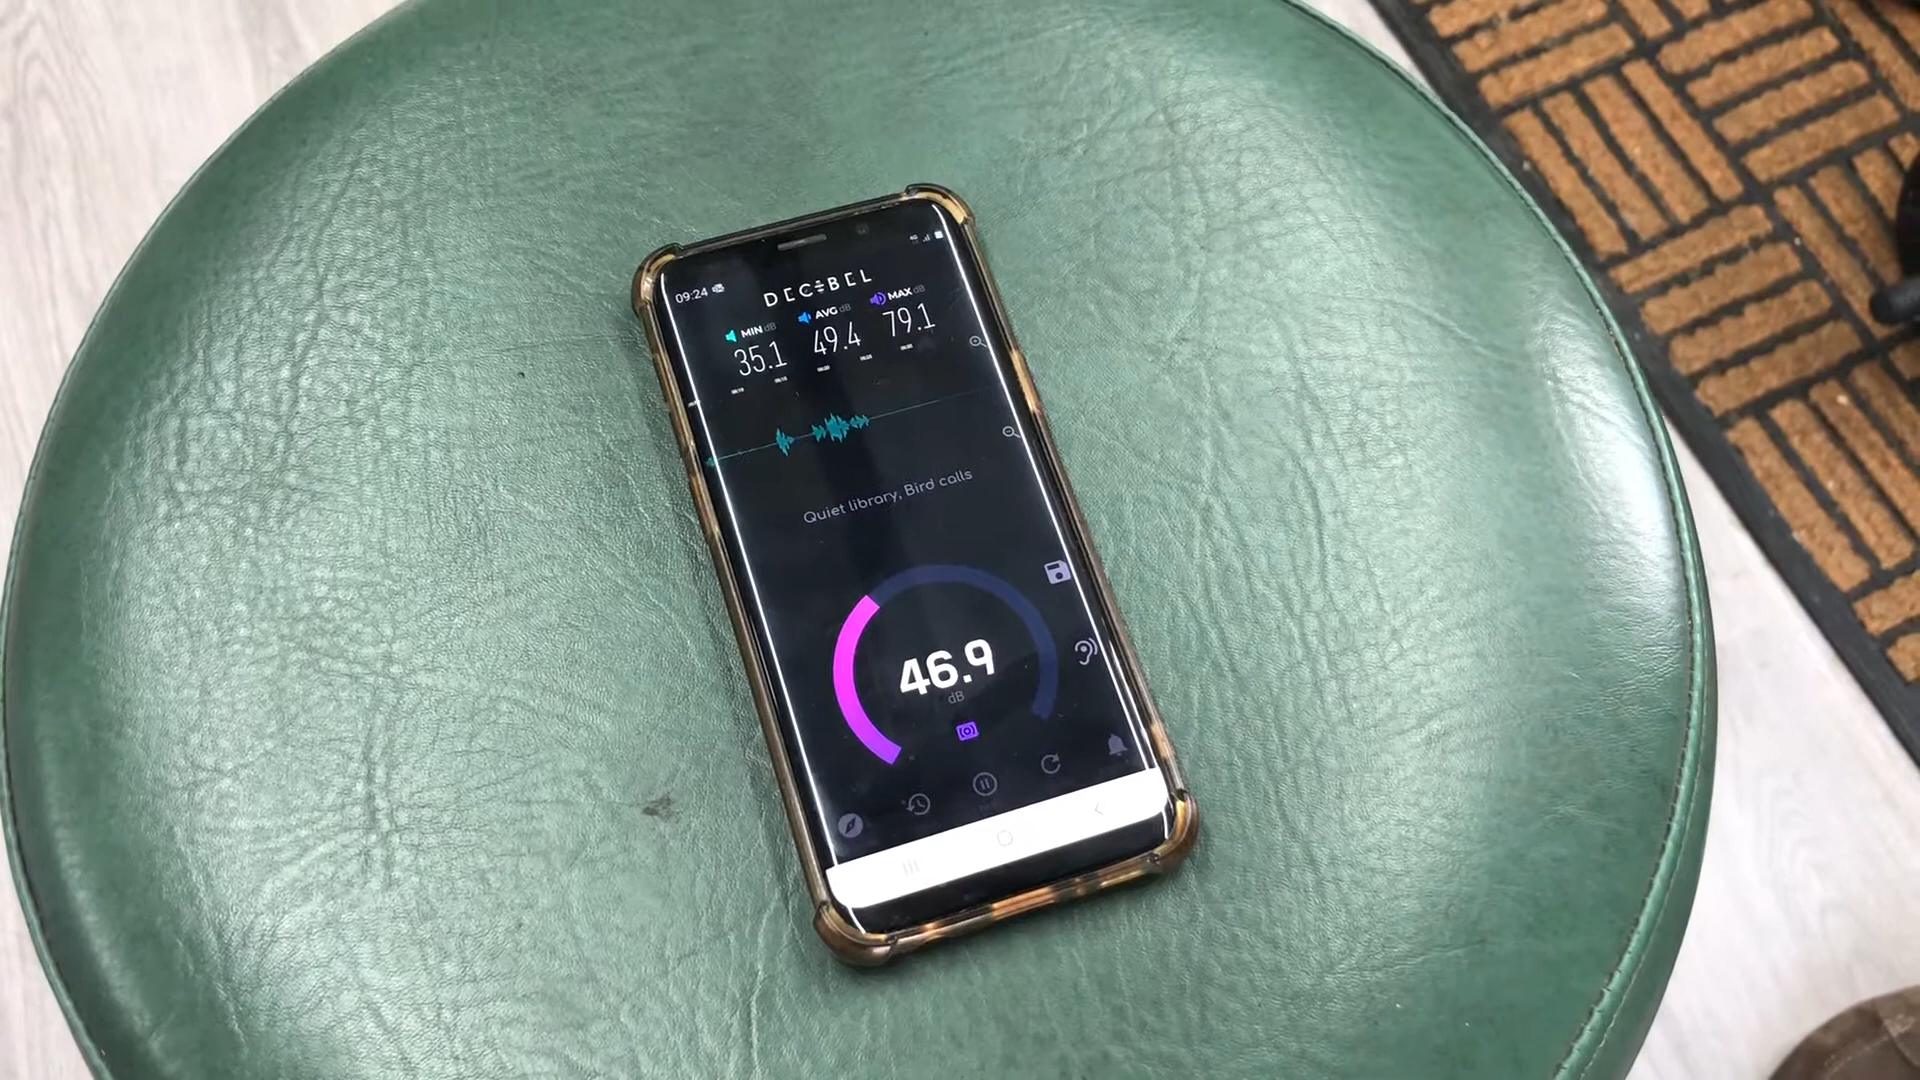 09:24
DECIBEL
MIN dB AVG dB MAX dB
35.1 49.4 79.1
Quiet library, Bird calls
46.9
dB